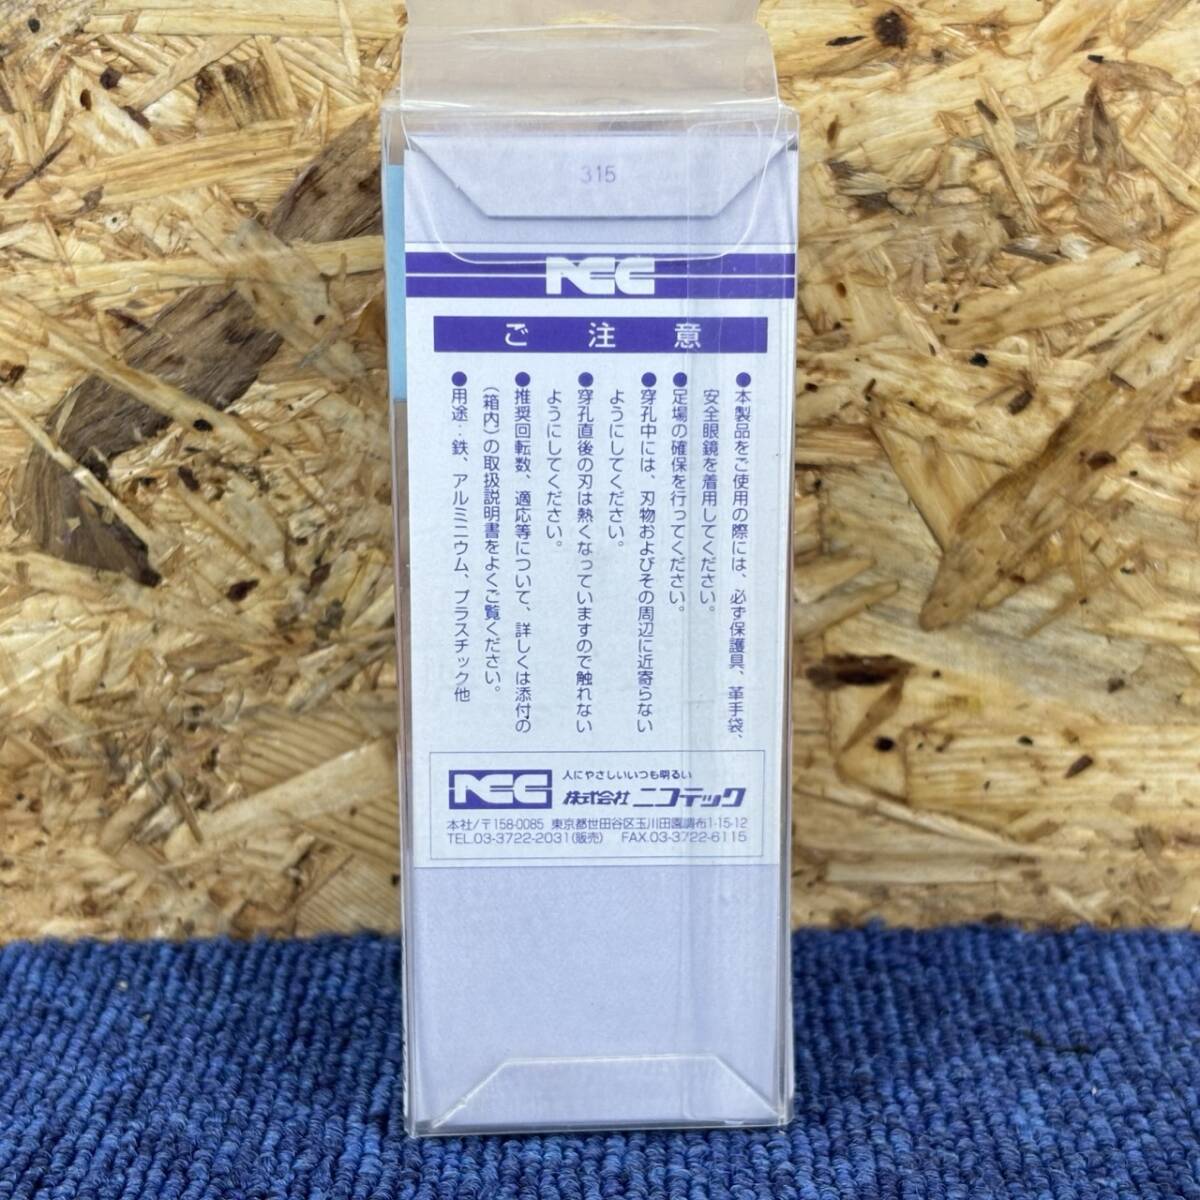 315
NCC
ご注意
●本製品をご使用の際には、必ず保護具、革手袋、
安全眼鏡を着用してください。
●足場の確保を行ってください。
●穿孔中には、刃物およびその周辺に近寄らない
ようにしてください。
●穿孔直後の刃は熱くなっていますので触れない
ようにしてください。
●推奨回転数、適応等について、詳しくは添付の
(箱内)の取扱説明書をよくご覧ください。
●用途：鉄、アルミニウム、プラスチック他
NCC
人にやさしいいつも明るい
株式会社ニコテック
本社/〒158-0085 東京都世田谷区玉川田園調布1-15-12
TEL.03-3722-2031(販売) FAX.03-3722-6115